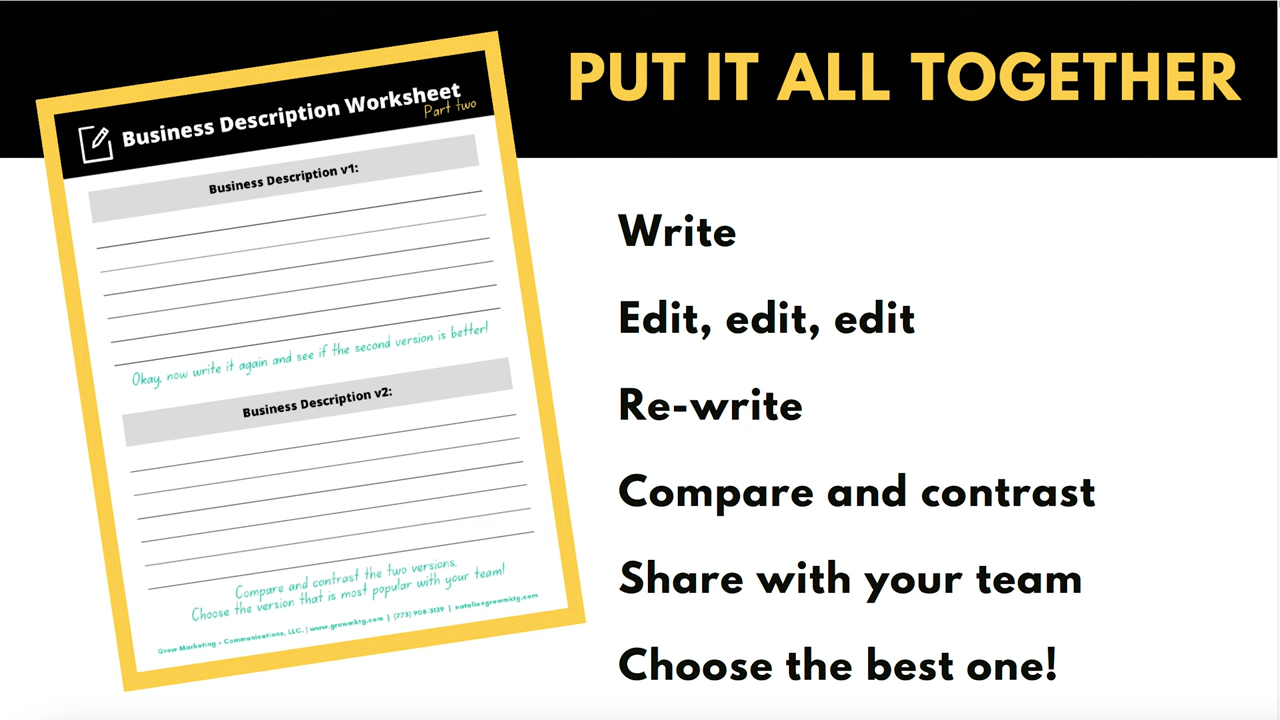 PUT IT ALL TOGETHER
Business Description Worksheet
Part two
Business Description v1:
Okay, now write it again and see if the second version is better!
Business Description v2:
Compare and contrast the two versions.
Choose the version that is most popular with your team!
Grow Marketing + Communications, LLC. | www.growmktg.com | (773) 908-3139 | natalie@growmktg.com
Write
Edit, edit, edit
Re-write
Compare and contrast
Share with your team
Choose the best one!